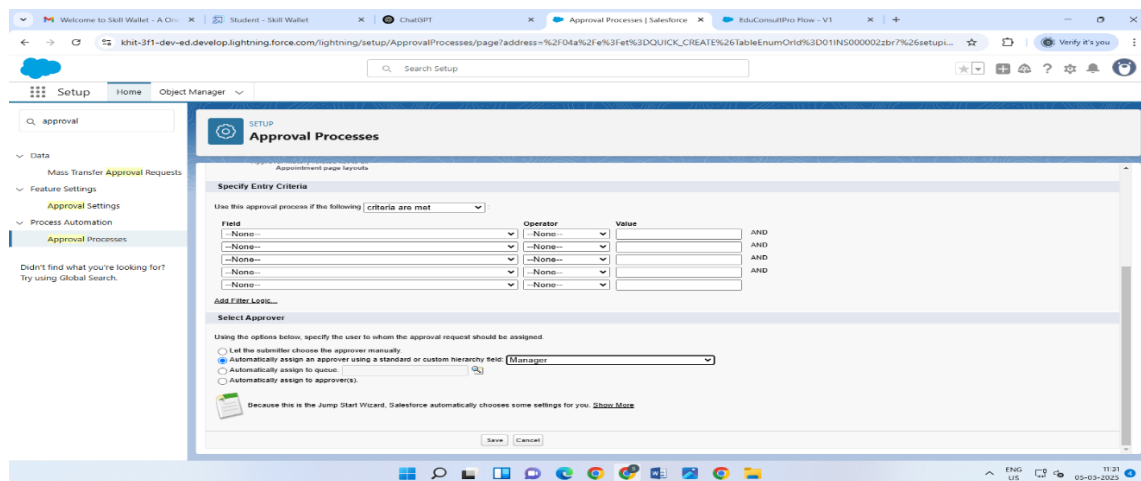 Welcome to Skill Wallet - A One
Student - Skill Wallet
ChatGPT
Approval Processes | Salesforce
EduConsultPro Flow - V1
khit-3f1-dev-ed.develop.lightning.force.com/lightning/setup/ApprovalProcesses/page?address=%2F04a%2Fe%3Fet%3DQUICK_CREATE%26TableEnumOrId%3D01INS000002zbr7%26setupi...
Verify it's you
Search Setup
Setup Home Object Manager
approval
SETUP
Approval Processes
Data
Mass Transfer Approval Requests
Feature Settings
Approval Settings
Process Automation
Approval Processes
Didn't find what you're looking for?
Try using Global Search.
Appointment page layouts
Specify Entry Criteria
Use this approval process if the following criteria are met :
Field Operator Value
--None-- --None-- AND
--None-- --None-- AND
--None-- --None-- AND
--None-- --None-- AND
--None-- --None--
Add Filter Logic...
Select Approver
Using the options below, specify the user to whom the approval request should be assigned.
Let the submitter choose the approver manually.
Automatically assign an approver using a standard or custom hierarchy field: Manager
Automatically assign to queue.
Automatically assign to approver(s).
Because this is the Jump Start Wizard, Salesforce automatically chooses some settings for you. Show More
Save Cancel
ENG
US
11:31
05-03-2025